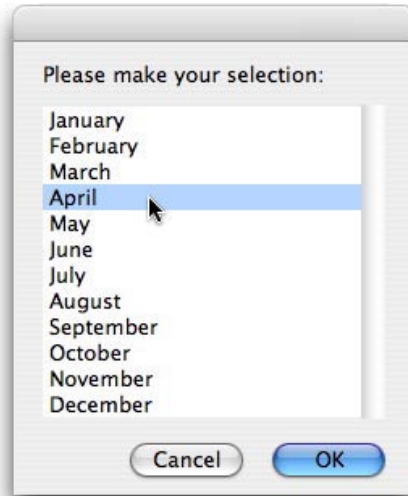 Please make your selection:
January
February
March
April
May
June
July
August
September
October
November
December
Cancel OK